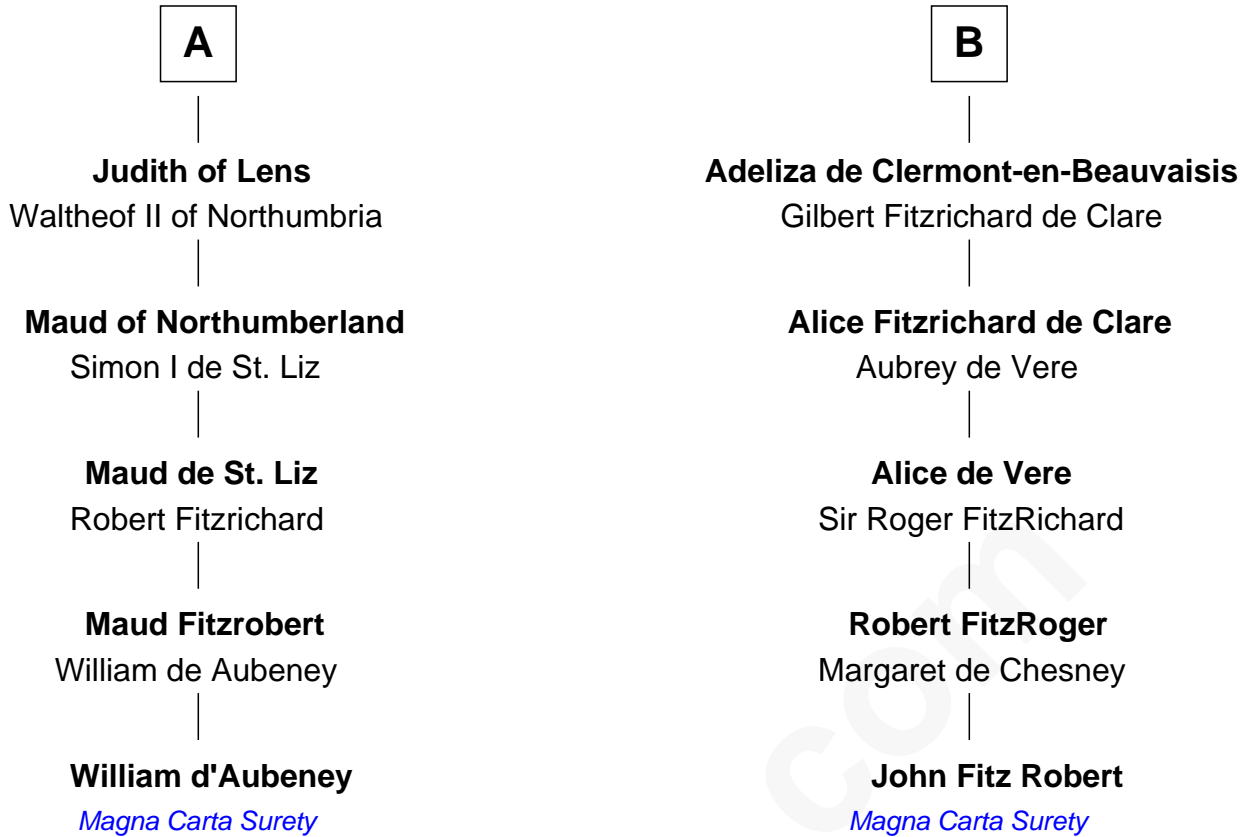 A
Judith of Lens
Waltheof II of Northumbria
Maud of Northumberland
Simon I de St. Liz
Maud de St. Liz
Robert Fitzrichard
Maud Fitzrobert
William de Aubeney
William d'Aubeney
Magna Carta Surety
B
Adeliza de Clermont-en-Beauvaisis
Gilbert Fitzrichard de Clare
Alice Fitzrichard de Clare
Aubrey de Vere
Alice de Vere
Sir Roger FitzRichard
Robert FitzRoger
Margaret de Chesney
John Fitz Robert
Magna Carta Surety
com